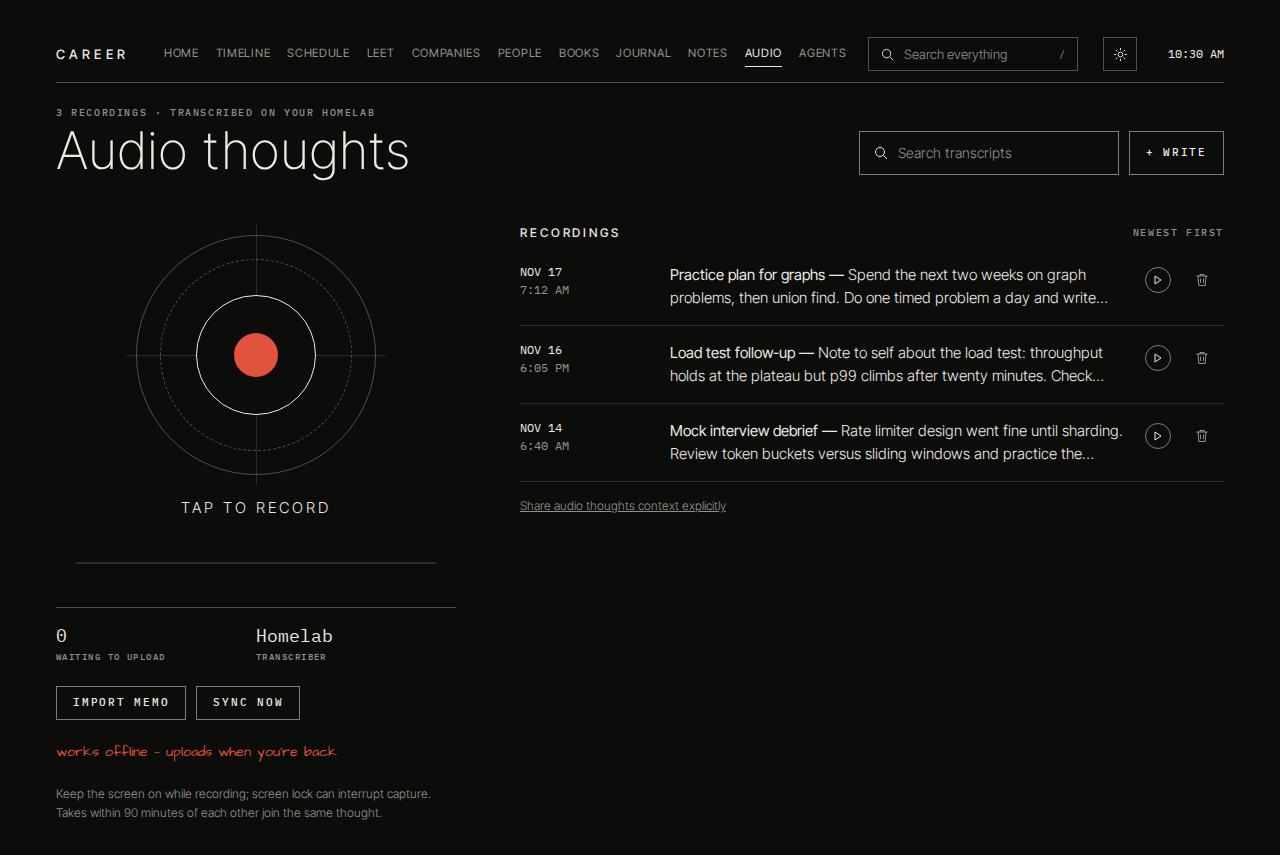 CAREER
HOME TIMELINE SCHEDULE LEET COMPANIES PEOPLE BOOKS JOURNAL NOTES AUDIO AGENTS
Search everything /
10:30 AM
3 RECORDINGS · TRANSCRIBED ON YOUR HOMELAB
Audio thoughts
Search transcripts
+ WRITE
TAP TO RECORD
0
WAITING TO UPLOAD
Homelab
TRANSCRIBER
IMPORT MEMO
SYNC NOW
works offline – uploads when you're back
Keep the screen on while recording; screen lock can interrupt capture.
Takes within 90 minutes of each other join the same thought.
RECORDINGS
NEWEST FIRST
NOV 17
7:12 AM
Practice plan for graphs — Spend the next two weeks on graph
problems, then union find. Do one timed problem a day and write…
NOV 16
6:05 PM
Load test follow-up — Note to self about the load test: throughput
holds at the plateau but p99 climbs after twenty minutes. Check…
NOV 14
6:40 AM
Mock interview debrief — Rate limiter design went fine until sharding.
Review token buckets versus sliding windows and practice the…
Share audio thoughts context explicitly